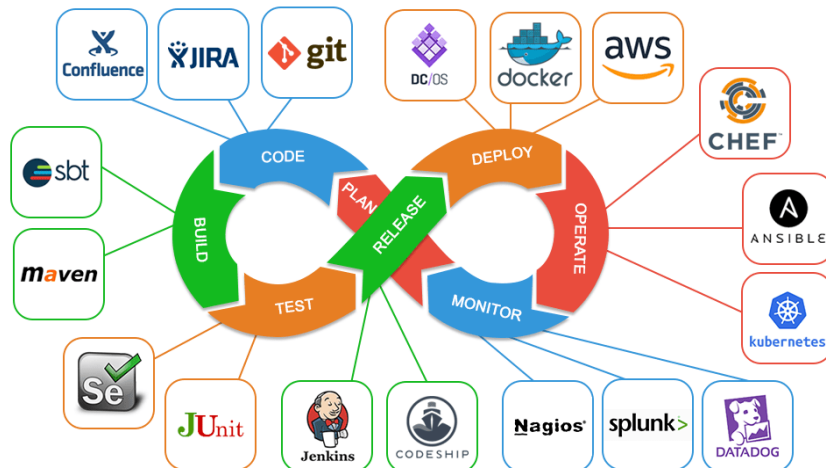 Confluence
JIRA
git
DC/OS
docker
aws
CHEF™
sbt
CODE
PLAN
RELEASE
DEPLOY
BUILD
OPERATE
ANSIBLE
maven
TEST
MONITOR
kubernetes
Se
JUnit
Jenkins
CODESHIP
Nagios®
splunk>
DATADOG